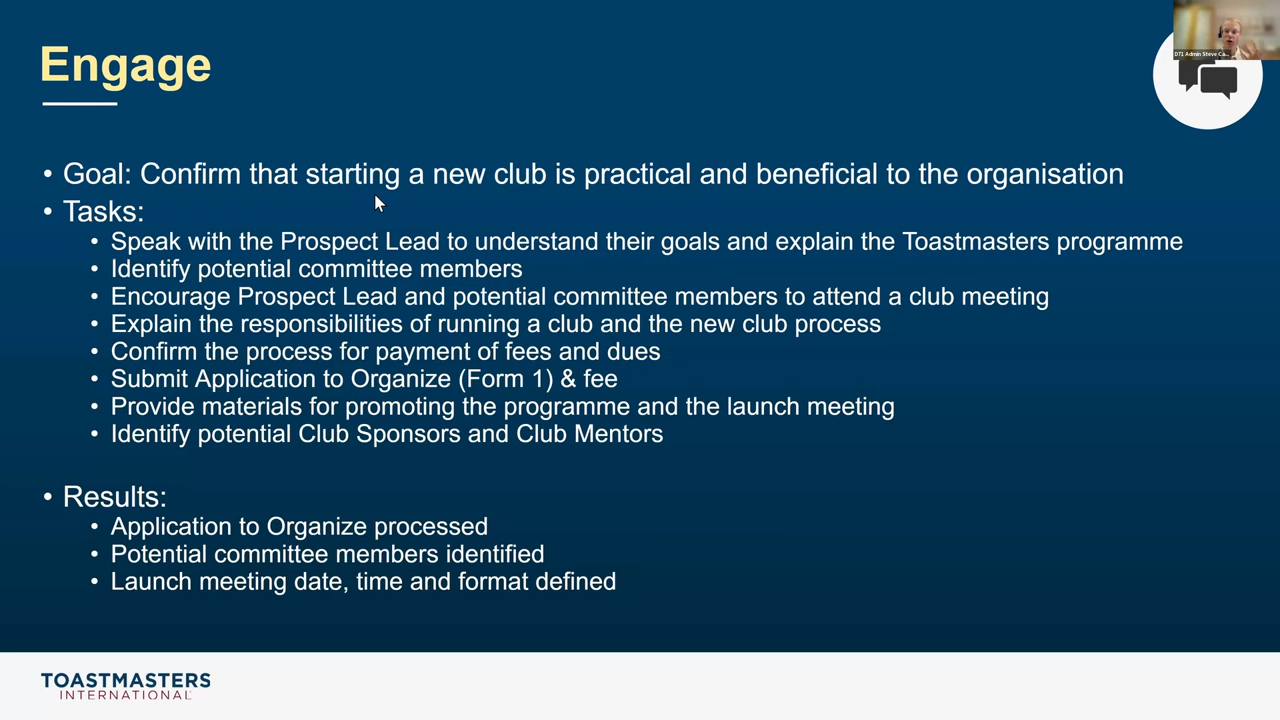 D71 Admin Steve Ca...
Engage
• Goal: Confirm that starting a new club is practical and beneficial to the organisation
• Tasks:
• Speak with the Prospect Lead to understand their goals and explain the Toastmasters programme
• Identify potential committee members
• Encourage Prospect Lead and potential committee members to attend a club meeting
• Explain the responsibilities of running a club and the new club process
• Confirm the process for payment of fees and dues
• Submit Application to Organize (Form 1) & fee
• Provide materials for promoting the programme and the launch meeting
• Identify potential Club Sponsors and Club Mentors
• Results:
• Application to Organize processed
• Potential committee members identified
• Launch meeting date, time and format defined
TOASTMASTERS
INTERNATIONAL